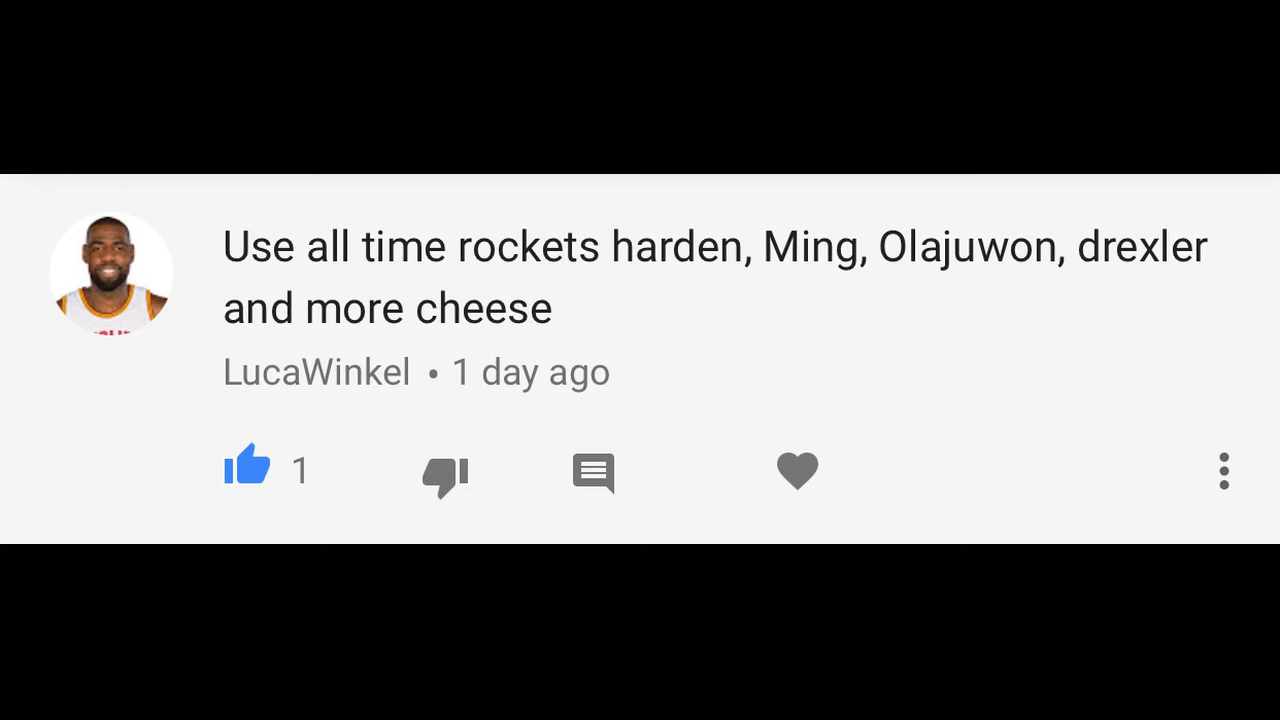 Use all time rockets harden, Ming, Olajuwon, drexler
and more cheese
LucaWinkel • 1 day ago
1